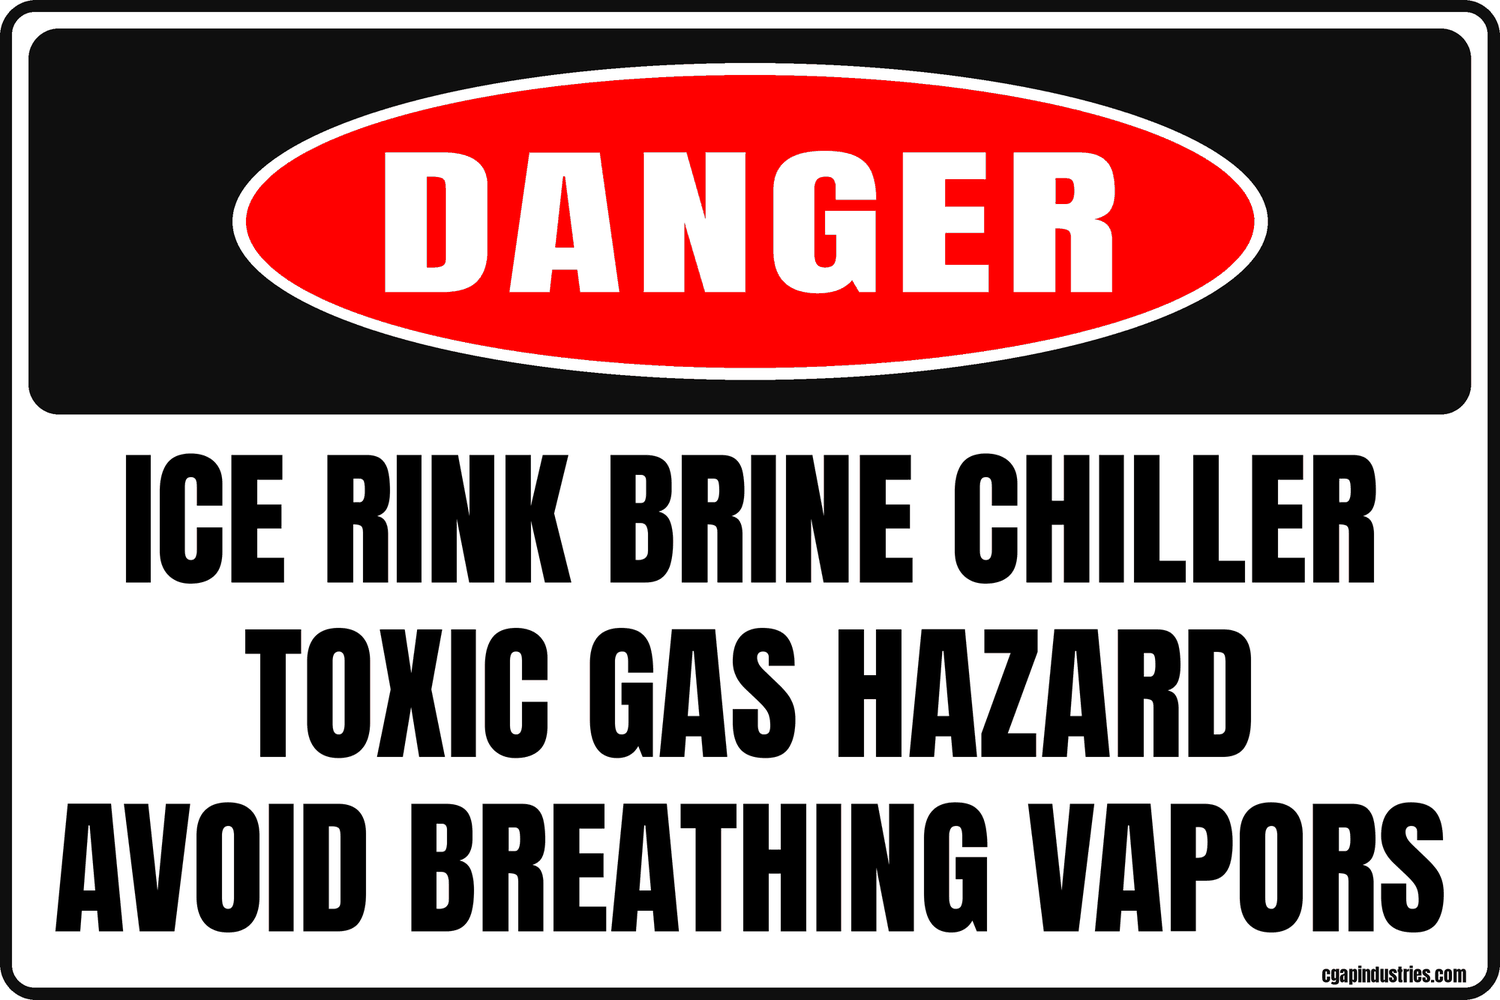 DANGER
ICE RINK BRINE CHILLER
TOXIC GAS HAZARD
AVOID BREATHING VAPORS
cgapindustries.com